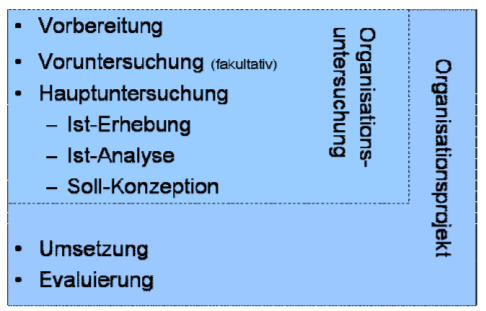 • Vorbereitung
• Voruntersuchung (fakultativ)
• Hauptuntersuchung
– Ist-Erhebung
– Ist-Analyse
– Soll-Konzeption
Organisations-
untersuchung
• Umsetzung
• Evaluierung
Organisationsprojekt